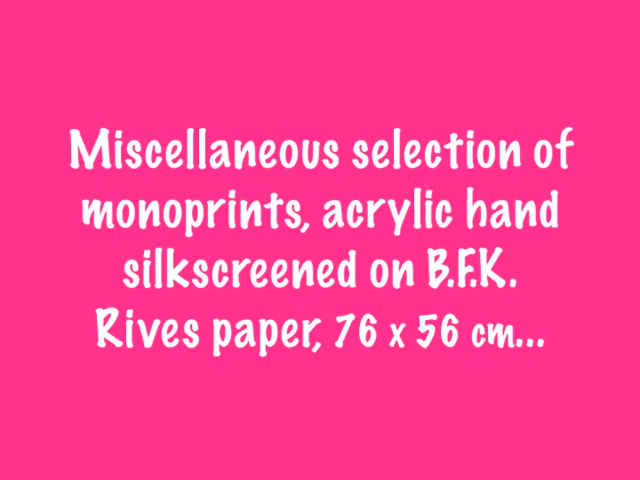 Miscellaneous selection of
monoprints, acrylic hand
silkscreened on B.F.K.
Rives paper, 76 x 56 cm...